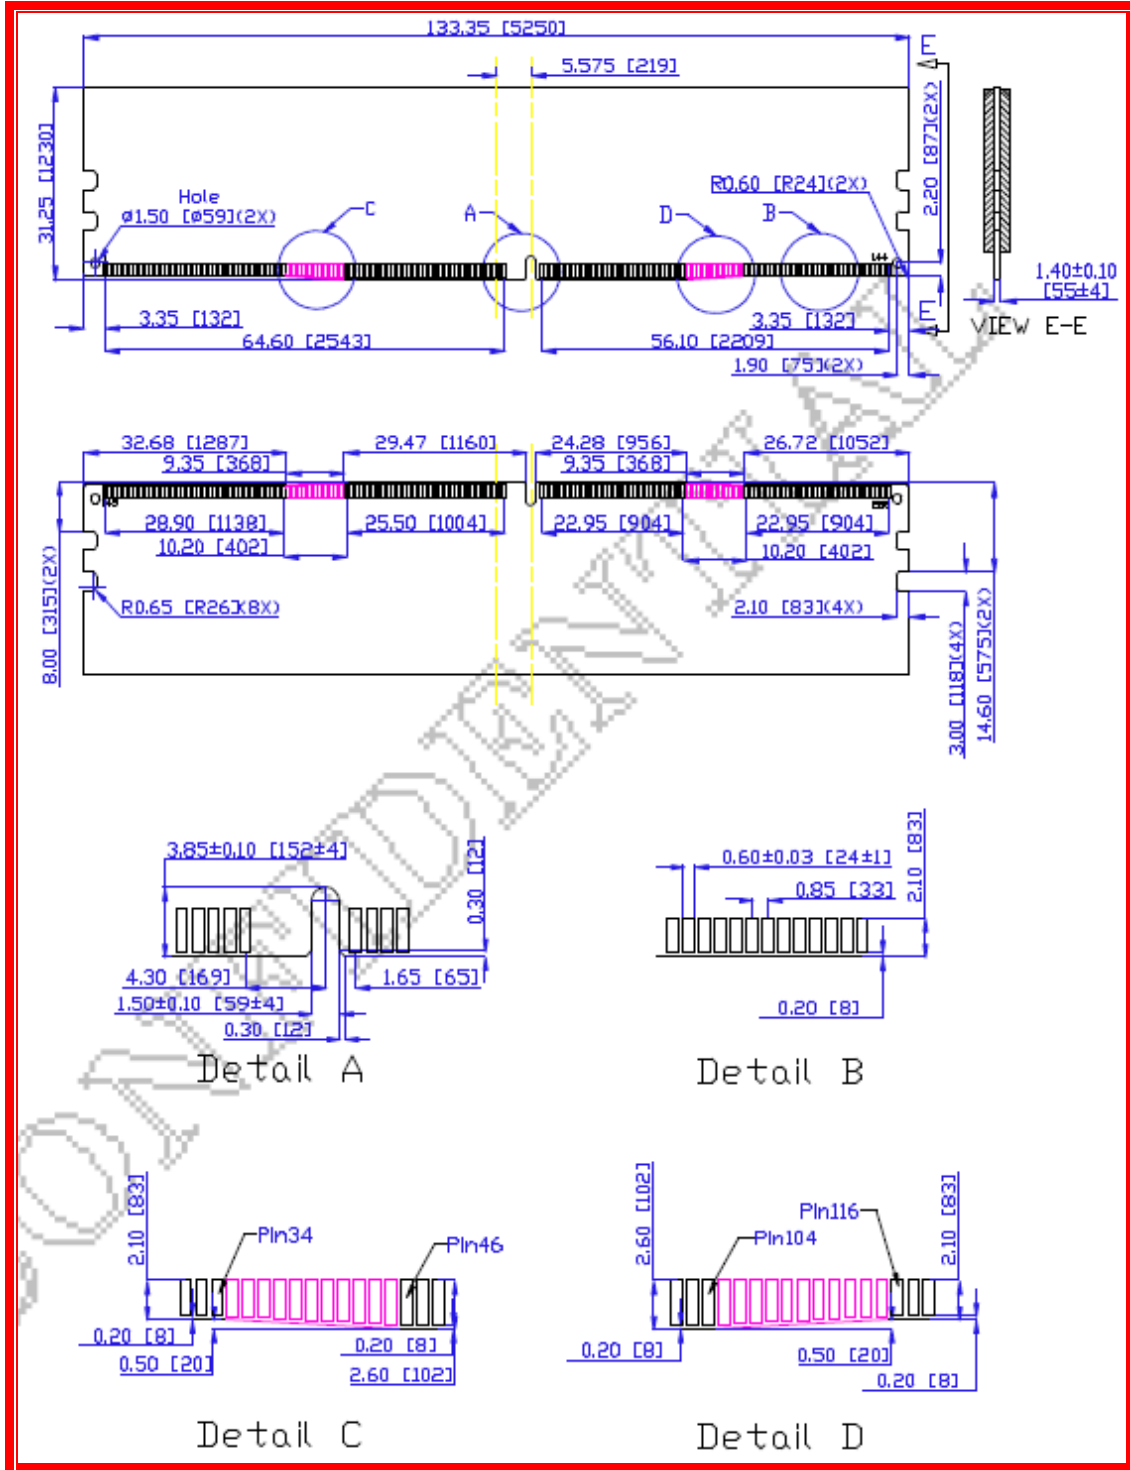 133.35 [5250]
5.575 [219]
E
31.25 [1230]
Hole
ø1.50 [ø59](2X)
C
A
D
B
R0.60 [R24](2X)
2.20 [87](2X)
144
1.40±0.10
[55±4]
VIEW E-E
3.35 [132]
3.35 [132]
E
64.60 [2543]
56.10 [2209]
1.90 [75](2X)
32.68 [1287]
29.47 [1160]
24.28 [956]
26.72 [1052]
9.35 [368]
9.35 [368]
145
28.90 [1138]
25.50 [1004]
22.95 [904]
22.95 [904]
10.20 [402]
10.20 [402]
8.00 [315](2X)
R0.65 [R26](8X)
2.10 [83](4X)
3.00 [118](4X)
14.60 [575](2X)
3.85±0.10 [152±4]
0.30 [12]
0.60±0.03 [24±1]
2.10 [83]
0.85 [33]
4.30 [169]
1.65 [65]
1.50±0.10 [59±4]
0.30 [12]
0.20 [8]
Detail A
Detail B
2.10 [83]
Pin34
Pin46
0.20 [8]
0.20 [8]
0.50 [20]
2.60 [102]
2.60 [102]
Pin116
Pin104
2.10 [83]
0.20 [8]
0.50 [20]
0.20 [8]
Detail C
Detail D
CONFIDENTIAL